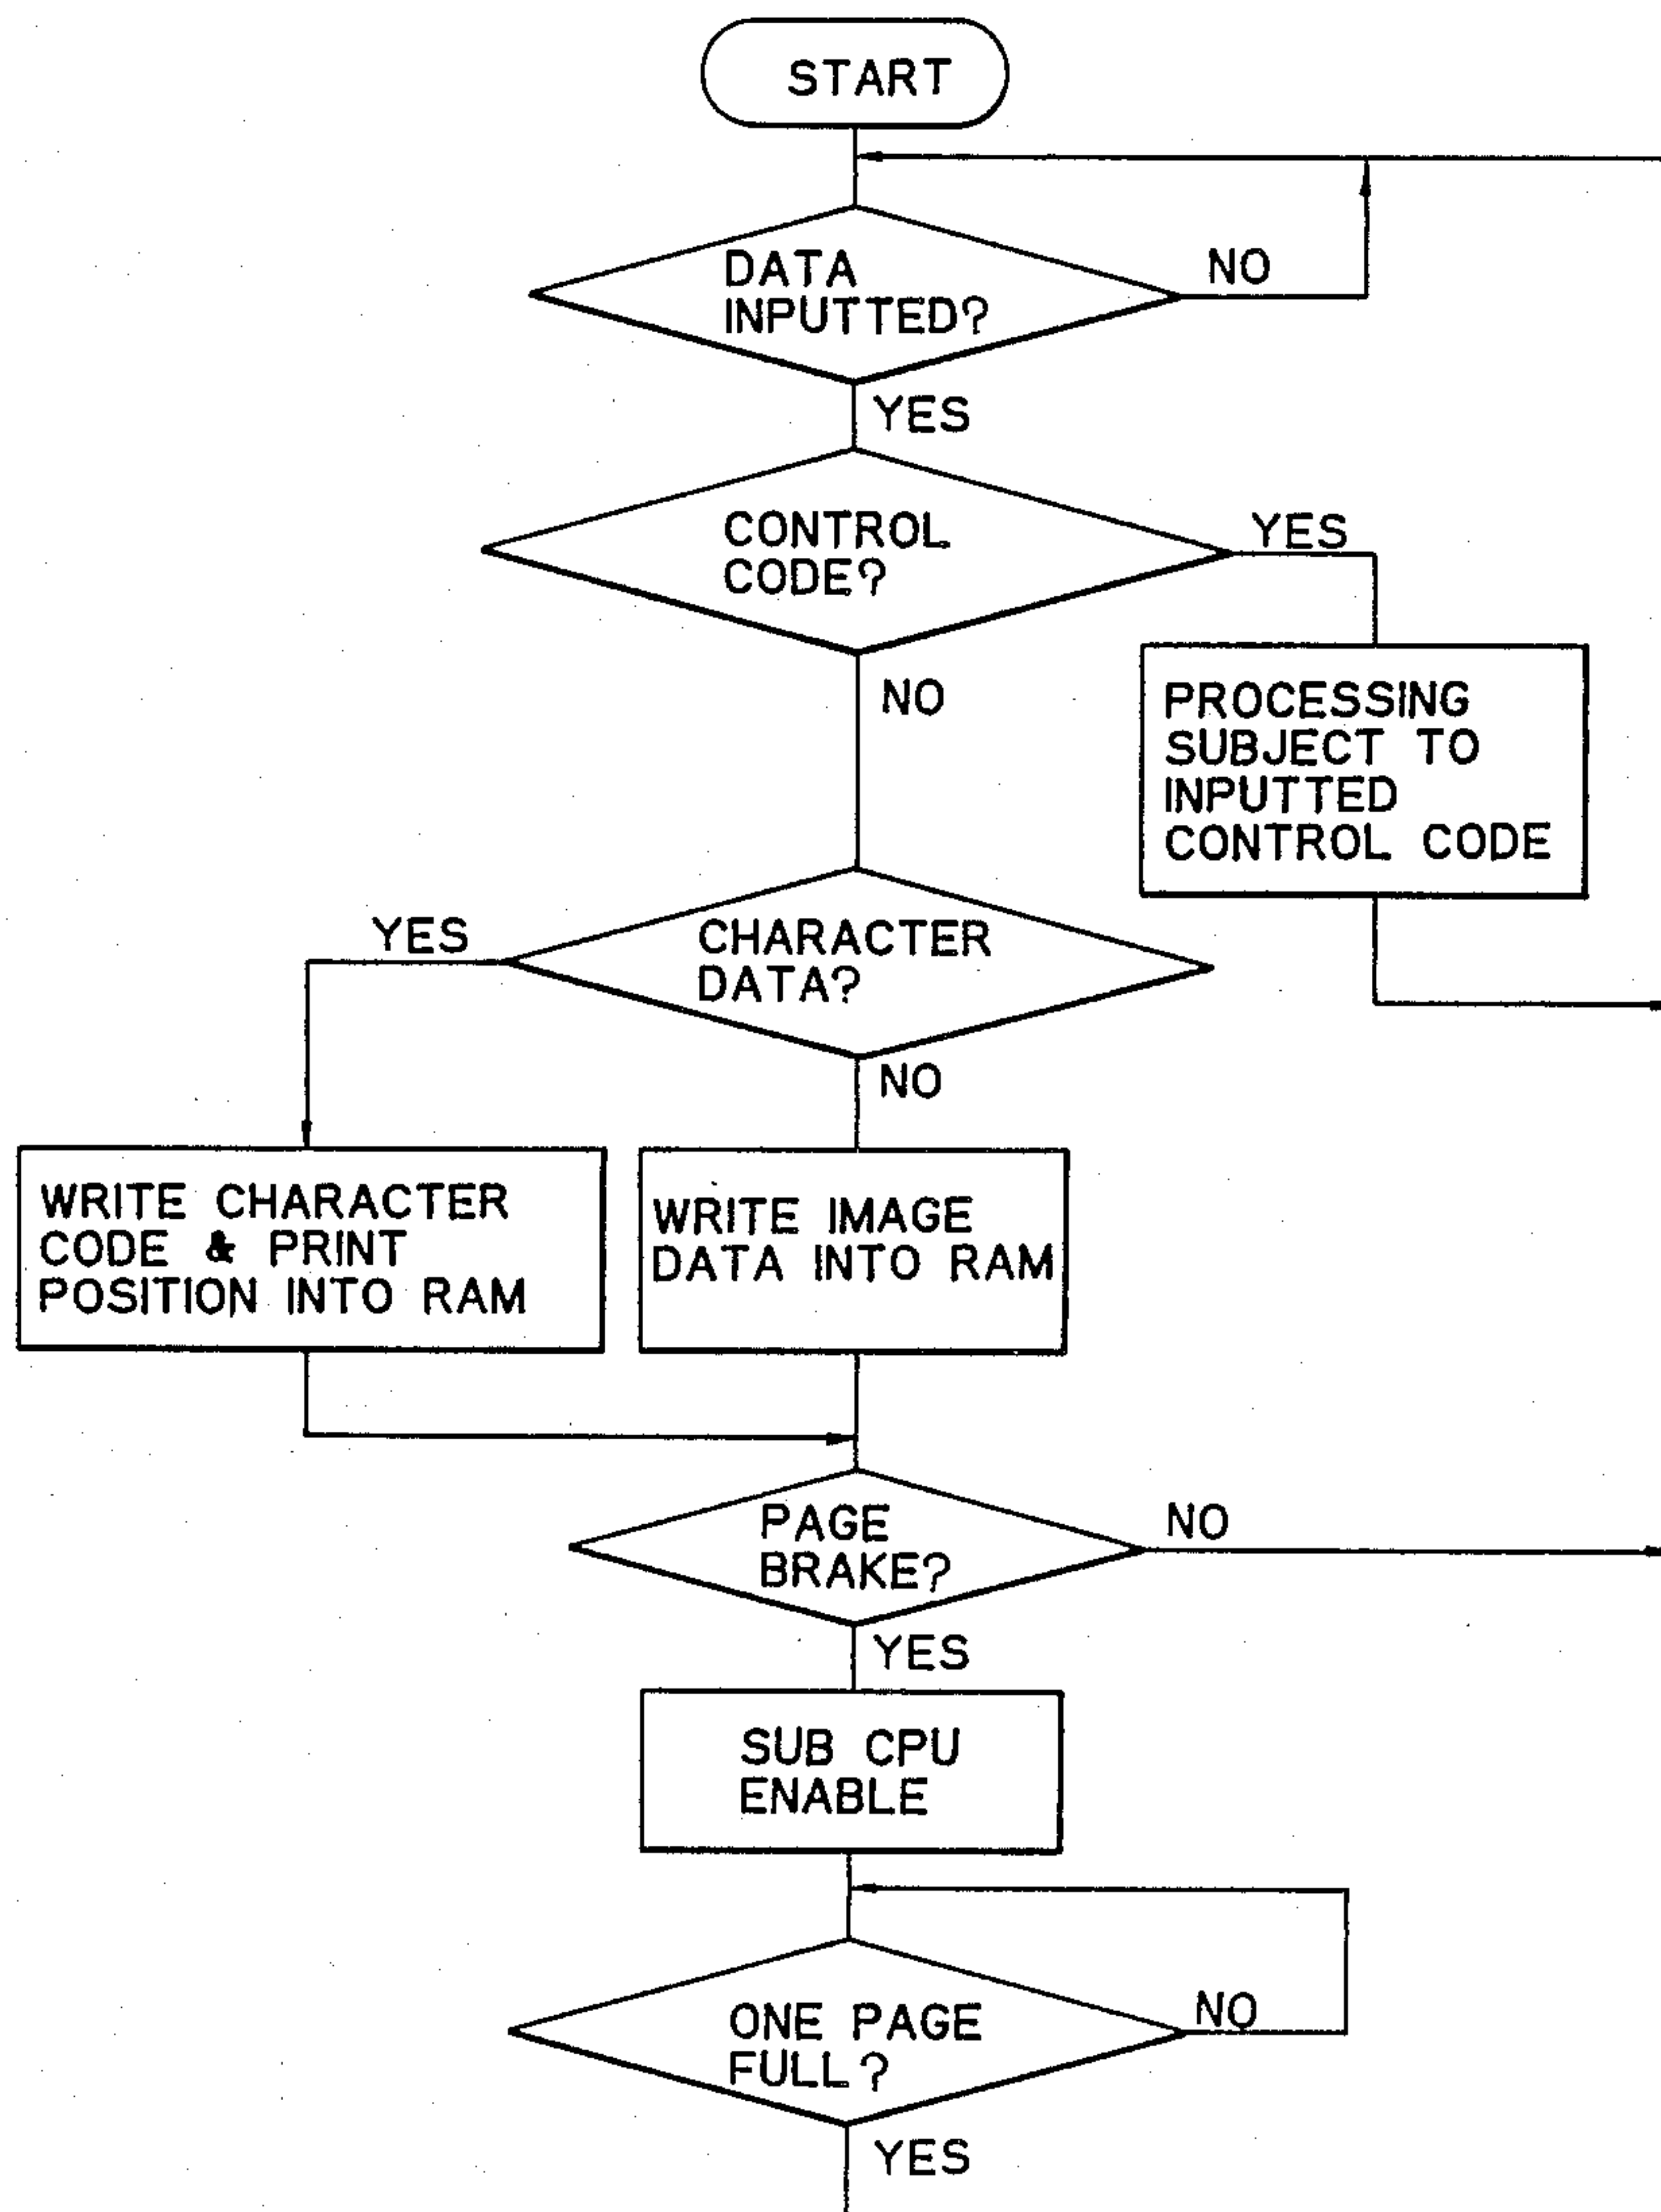 START
DATA
INPUTTED?
NO
YES
CONTROL
CODE?
YES
NO
PROCESSING
SUBJECT TO
INPUTTED
CONTROL CODE
YES
CHARACTER
DATA?
NO
WRITE CHARACTER
CODE & PRINT
POSITION INTO RAM
WRITE IMAGE
DATA INTO RAM
PAGE
BRAKE?
NO
YES
SUB CPU
ENABLE
ONE PAGE
FULL?
NO
YES